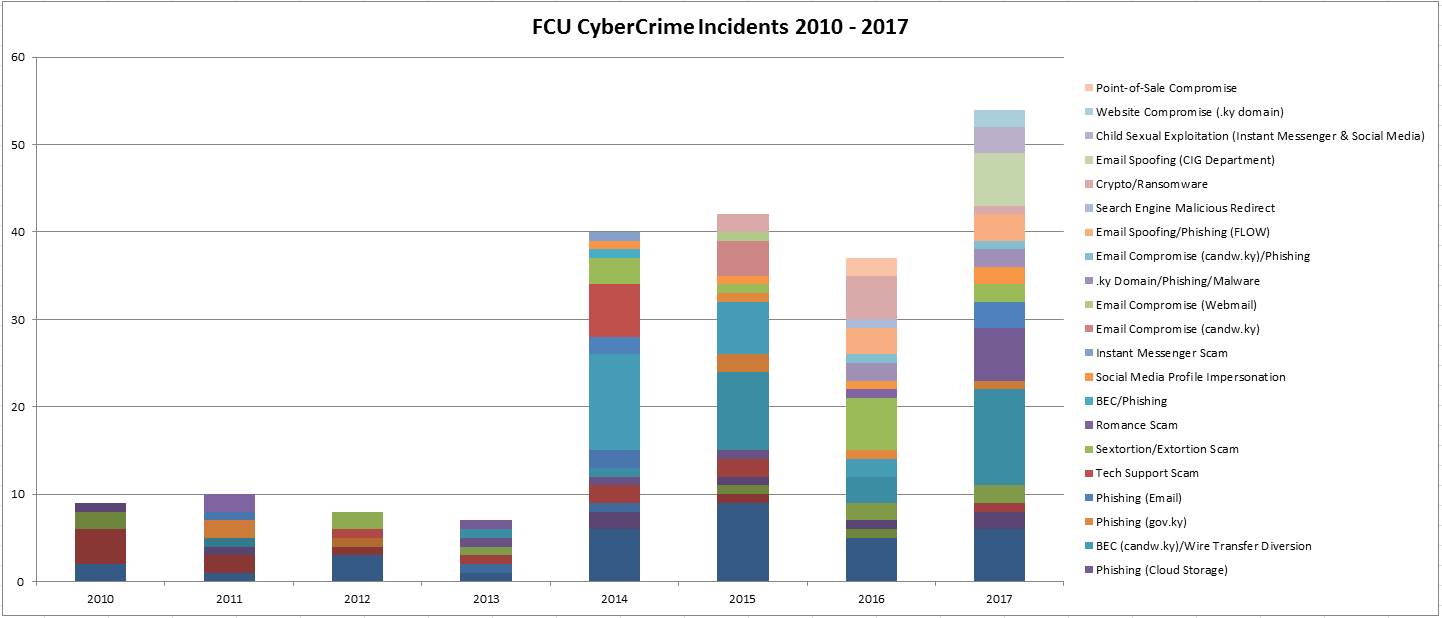 FCU CyberCrime Incidents 2010 - 2017
60
50
40
30
20
10
0
2010
2011
2012
2013
2014
2015
2016
2017
Point-of-Sale Compromise
Website Compromise (.ky domain)
Child Sexual Exploitation (Instant Messenger & Social Media)
Email Spoofing (CIG Department)
Crypto/Ransomware
Search Engine Malicious Redirect
Email Spoofing/Phishing (FLOW)
Email Compromise (candw.ky)/Phishing
.ky Domain/Phishing/Malware
Email Compromise (Webmail)
Email Compromise (candw.ky)
Instant Messenger Scam
Social Media Profile Impersonation
BEC/Phishing
Romance Scam
Sextortion/Extortion Scam
Tech Support Scam
Phishing (Email)
Phishing (gov.ky)
BEC (candw.ky)/Wire Transfer Diversion
Phishing (Cloud Storage)